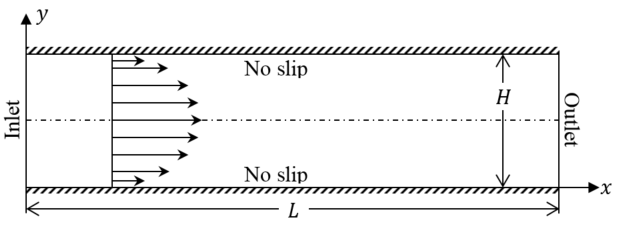 y
No slip
H
Inlet
Outlet
No slip
x
L